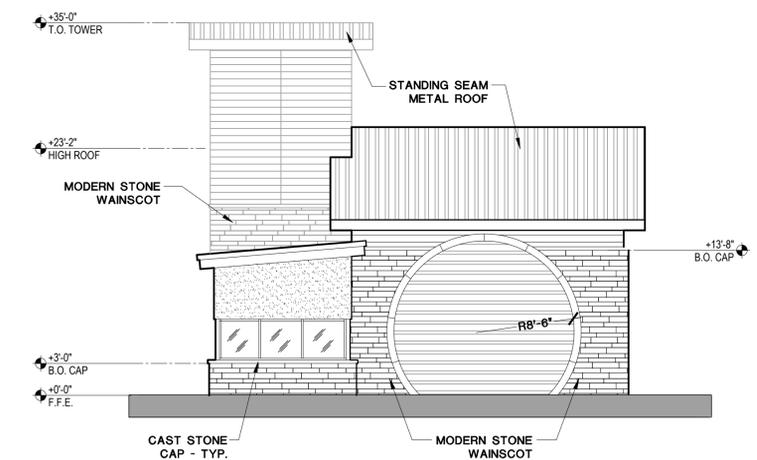 +35'-0"
T.O. TOWER
STANDING SEAM
METAL ROOF
+23'-2"
HIGH ROOF
MODERN STONE
WAINSCOT
+13'-8"
B.O. CAP
R8'-6"
+3'-0"
B.O. CAP
+0'-0"
F.F.E.
CAST STONE
CAP - TYP.
MODERN STONE
WAINSCOT